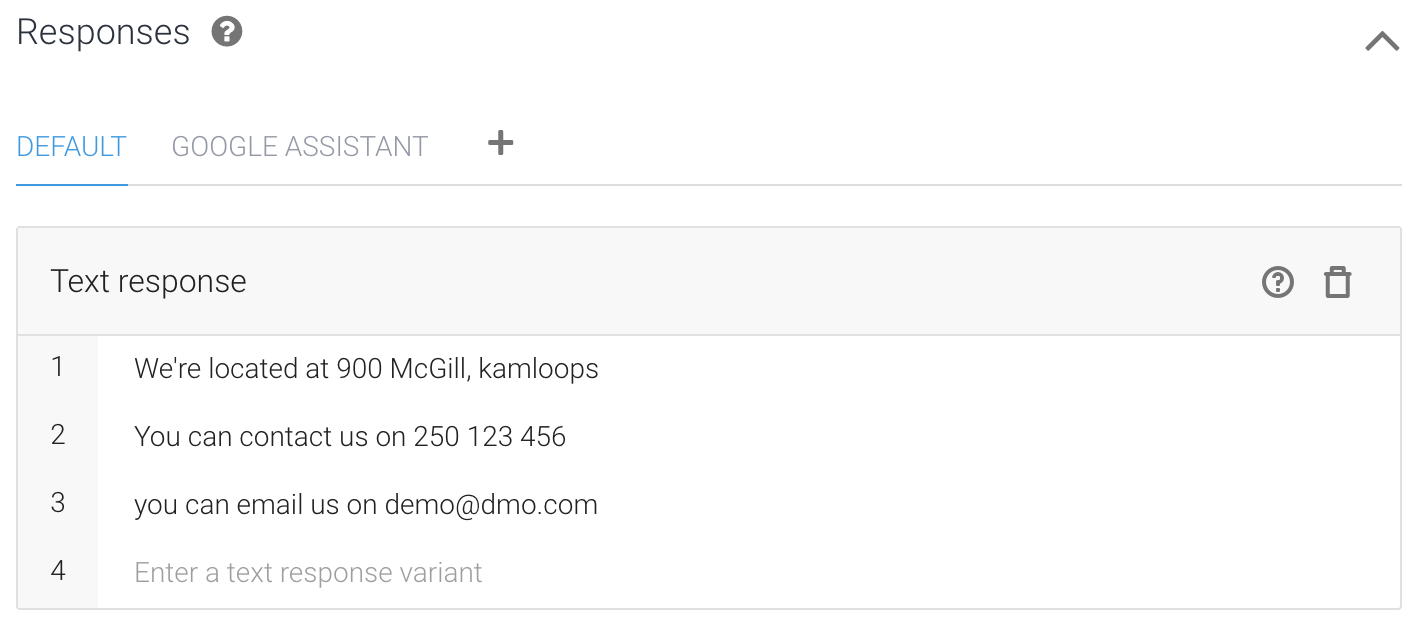 Responses ?
DEFAULT GOOGLE ASSISTANT +
Text response ?
1 We're located at 900 McGill, kamloops
2 You can contact us on 250 123 456
3 you can email us on demo@dmo.com
4 Enter a text response variant